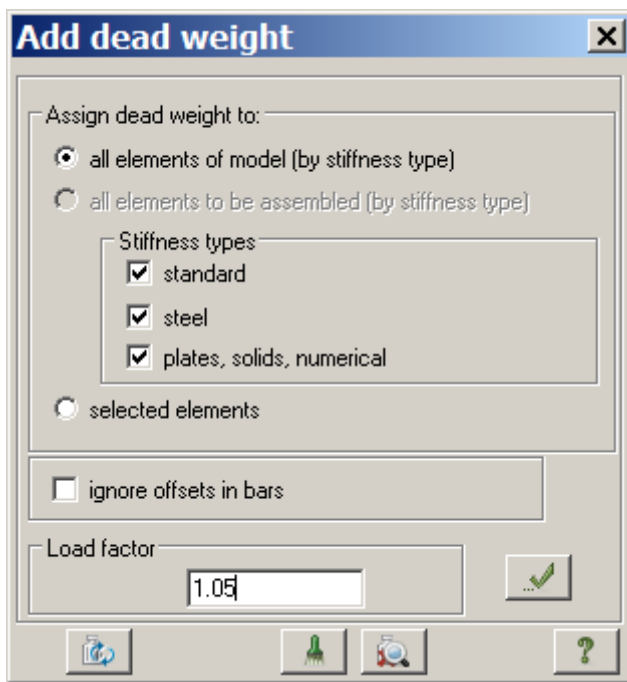 Add dead weight
Assign dead weight to:
all elements of model (by stiffness type)
all elements to be assembled (by stiffness type)
Stiffness types
standard
steel
plates, solids, numerical
selected elements
ignore offsets in bars
Load factor
1.05
?